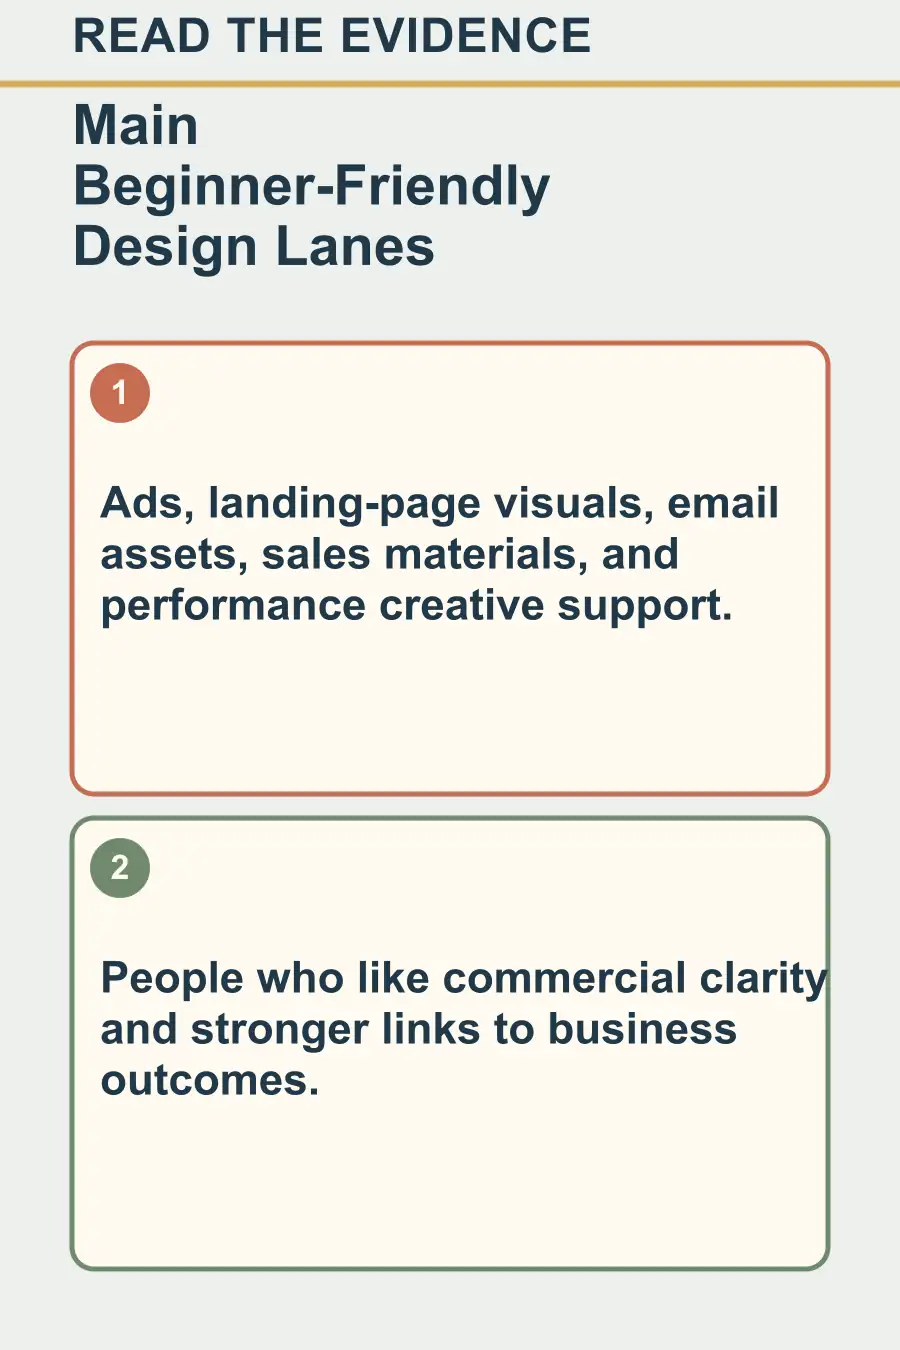 READ THE EVIDENCE
Main
Beginner-Friendly
Design Lanes
1
Ads, landing-page visuals, email
assets, sales materials, and
performance creative support.
2
People who like commercial clarity
and stronger links to business
outcomes.